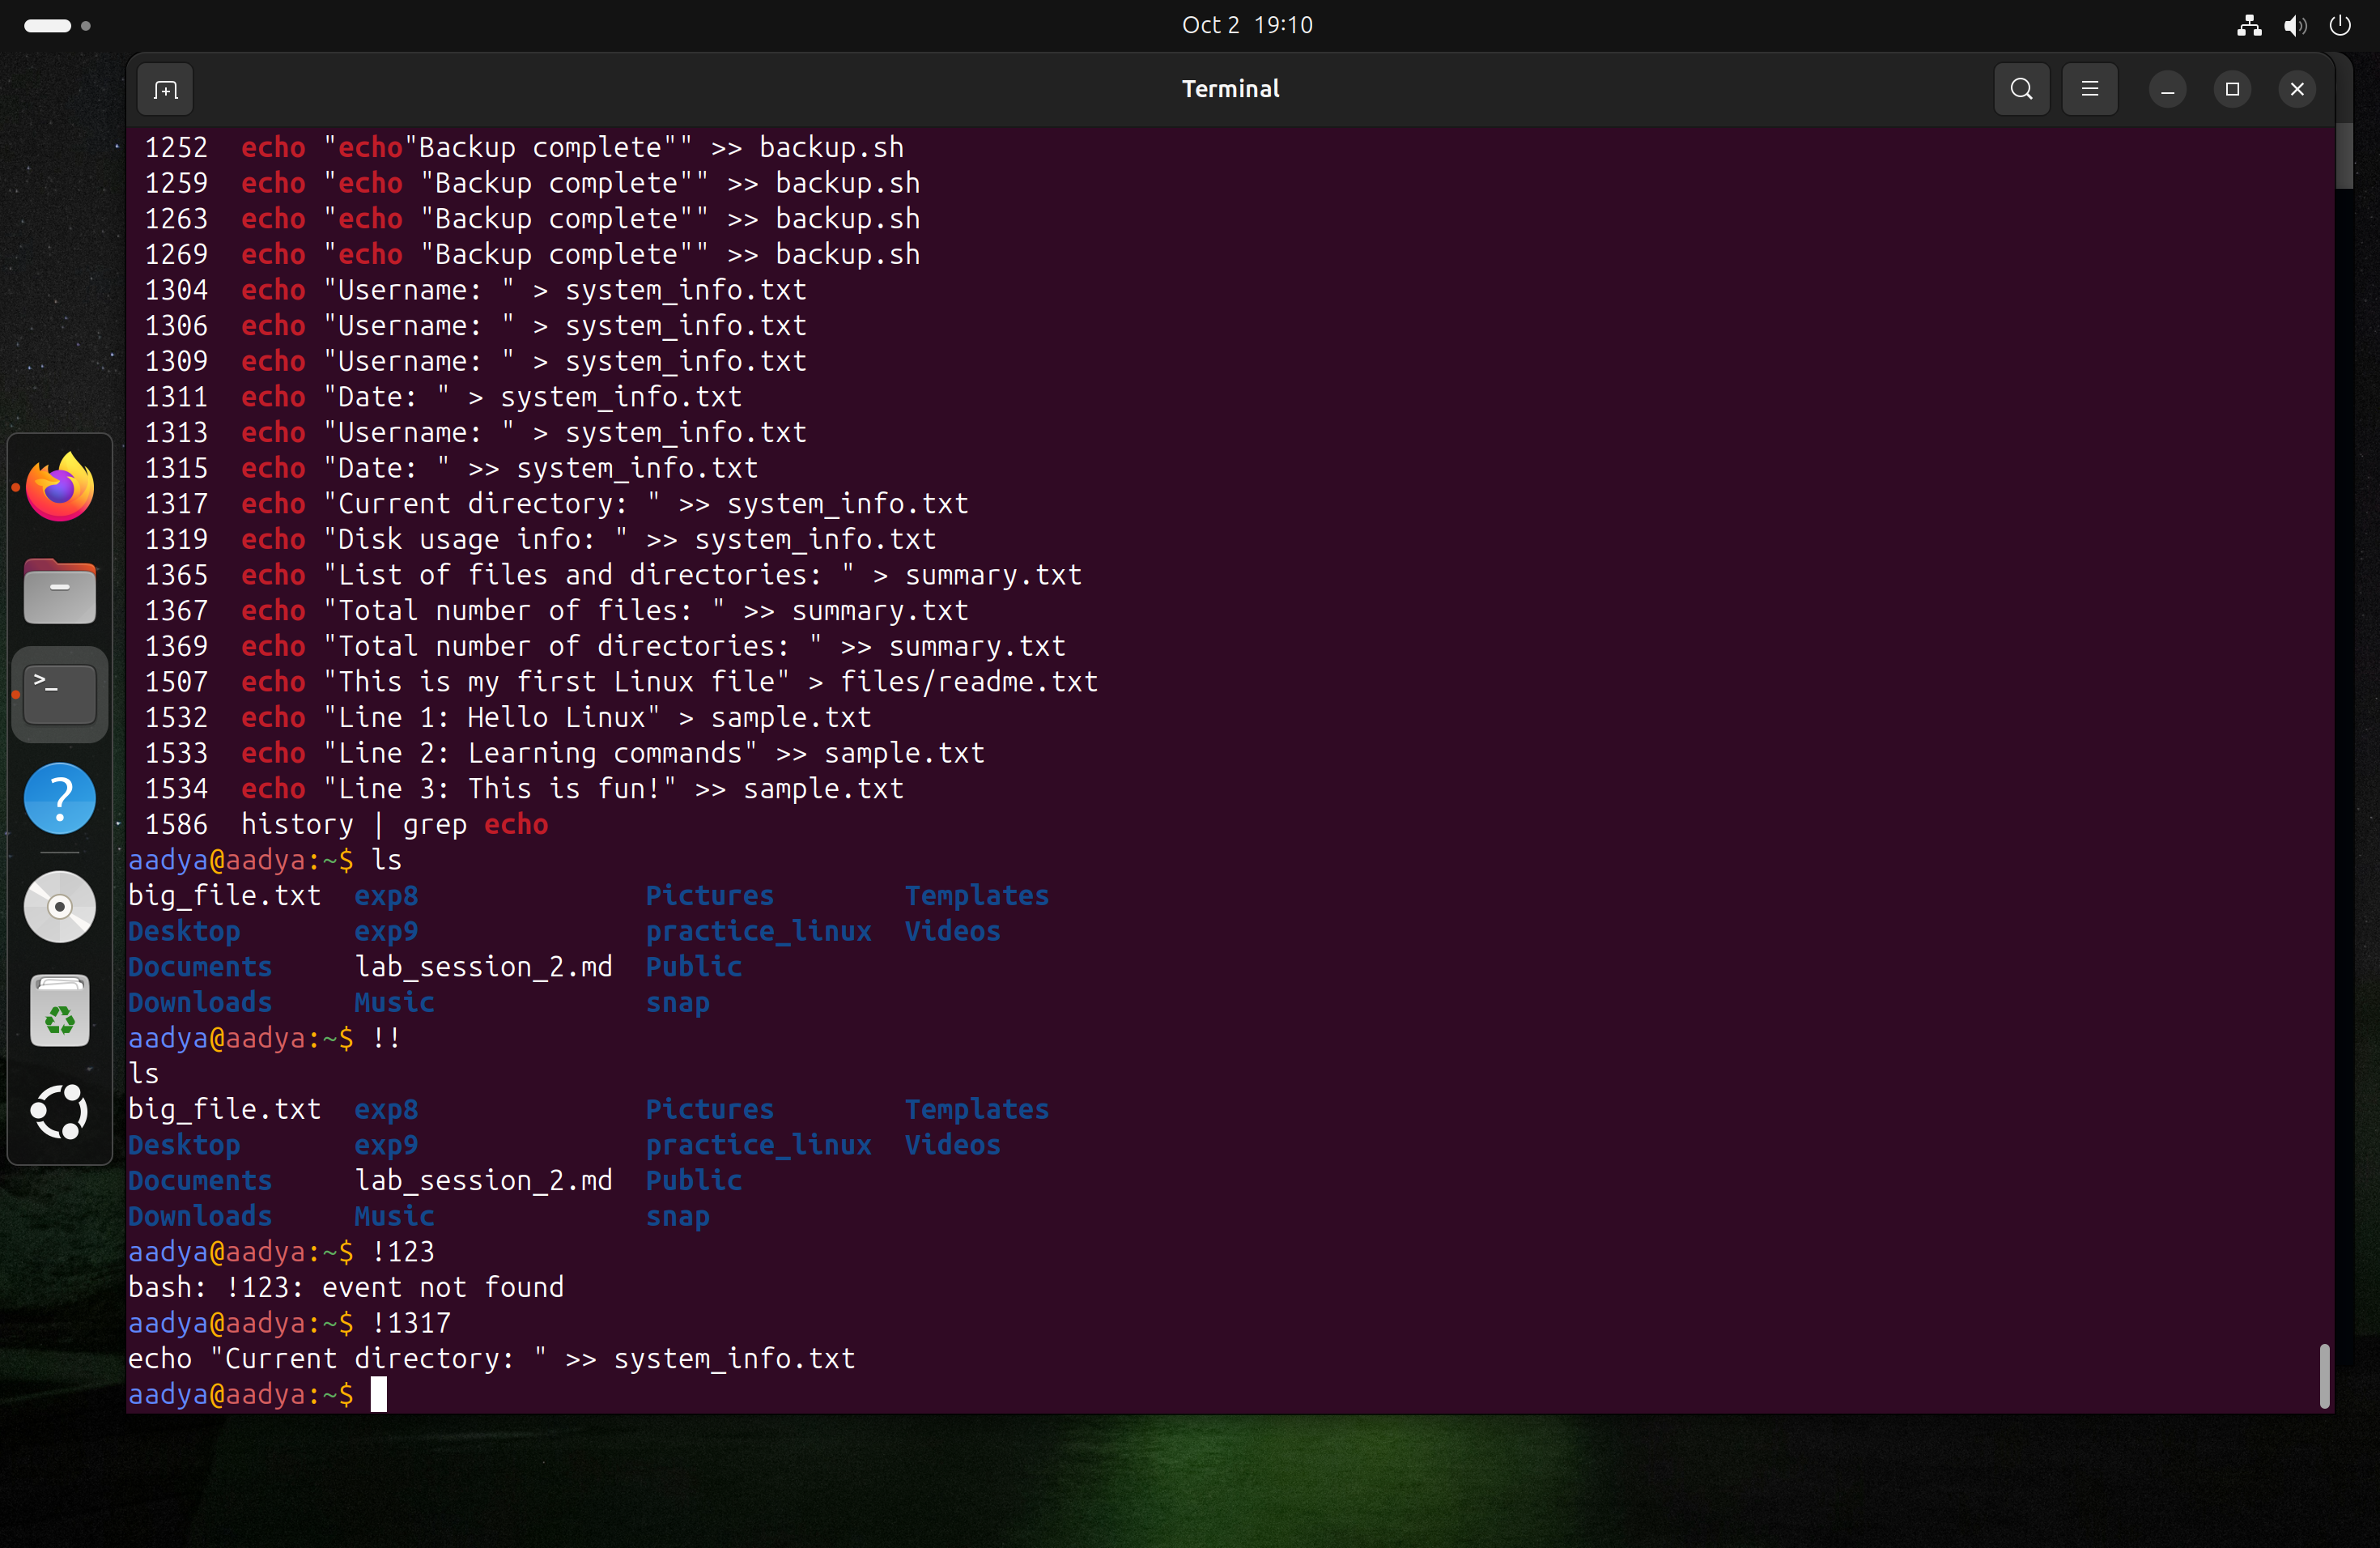 Oct 2 19:10
Terminal
1252 echo "echo"Backup complete"" >> backup.sh
1259 echo "echo "Backup complete"" >> backup.sh
1263 echo "echo "Backup complete"" >> backup.sh
1269 echo "echo "Backup complete"" >> backup.sh
1304 echo "Username: " > system_info.txt
1306 echo "Username: " > system_info.txt
1309 echo "Username: " > system_info.txt
1311 echo "Date: " > system_info.txt
1313 echo "Username: " > system_info.txt
1315 echo "Date: " >> system_info.txt
1317 echo "Current directory: " >> system_info.txt
1319 echo "Disk usage info: " >> system_info.txt
1365 echo "List of files and directories: " > summary.txt
1367 echo "Total number of files: " >> summary.txt
1369 echo "Total number of directories: " >> summary.txt
1507 echo "This is my first Linux file" > files/readme.txt
1532 echo "Line 1: Hello Linux" > sample.txt
1533 echo "Line 2: Learning commands" >> sample.txt
1534 echo "Line 3: This is fun!" >> sample.txt
1586 history | grep echo
aadya@aadya:~$ ls
big_file.txt exp8 Pictures Templates
Desktop exp9 practice_linux Videos
Documents lab_session_2.md Public
Downloads Music snap
aadya@aadya:~$ !!
ls
big_file.txt exp8 Pictures Templates
Desktop exp9 practice_linux Videos
Documents lab_session_2.md Public
Downloads Music snap
aadya@aadya:~$ !123
bash: !123: event not found
aadya@aadya:~$ !1317
echo "Current directory: " >> system_info.txt
aadya@aadya:~$